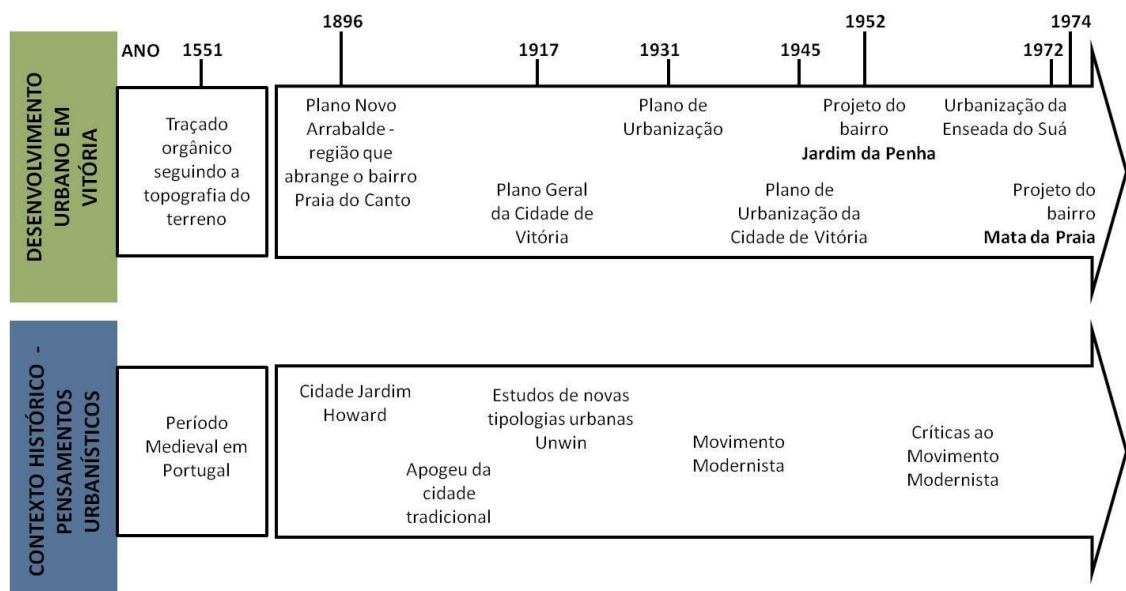 DESENVOLVIMENTO
URBANO EM
VITÓRIA
ANO
1551
1896
1917
1931
1945
1952
1972
1974
Traçado
orgânico
seguindo a
topografia do
terreno
Plano Novo
Arrabalde -
região que
abrange o bairro
Praia do Canto
Plano Geral
da Cidade de
Vitória
Plano de
Urbanização
Plano de
Urbanização da
Cidade de Vitória
Projeto do
bairro
Jardim da Penha
Urbanização da
Enseada do Suá
Projeto do
bairro
Mata da Praia
CONTEXTO HISTÓRICO -
PENSAMENTOS
URBANÍSTICOS
Período
Medieval em
Portugal
Cidade Jardim
Howard
Apogeu da
cidade
tradicional
Estudos de novas
tipologias urbanas
Unwin
Movimento
Modernista
Críticas ao
Movimento
Modernista